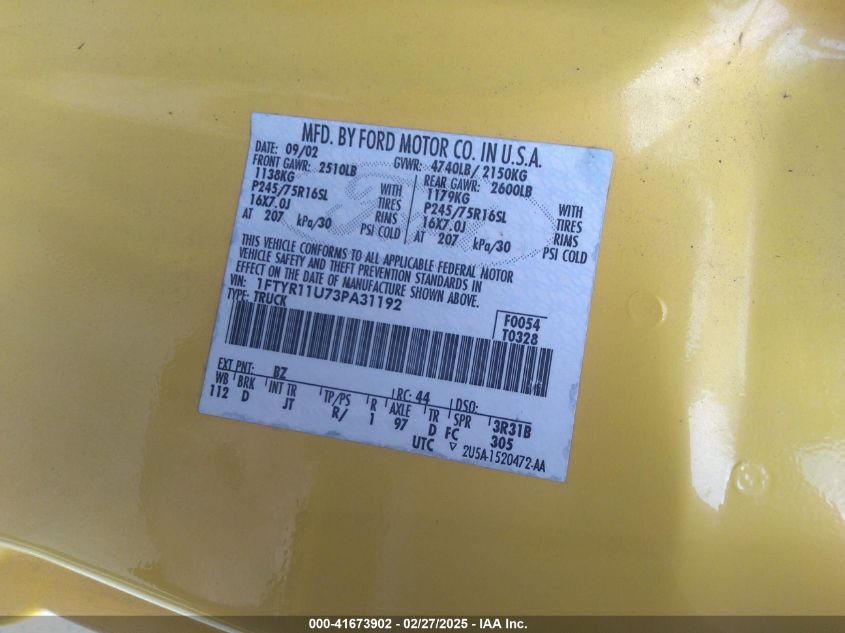 MFD. BY FORD MOTOR CO. IN U.S.A.
DATE: 09/02 GVWR: 4740LB/ 2150KG
FRONT GAWR: 2510LB REAR GAWR: 2600LB
1138KG WITH 1179KG WITH
P245/75R16SL TIRES P245/75R16SL TIRES
16X7.0J RIMS 16X7.0J RIMS
AT 207 kPa/30 PSI COLD AT 207 kPa/30 PSI COLD
THIS VEHICLE CONFORMS TO ALL APPLICABLE FEDERAL MOTOR
VEHICLE SAFETY AND THEFT PREVENTION STANDARDS IN
EFFECT ON THE DATE OF MANUFACTURE SHOWN ABOVE.
VIN: 1FTYR11U73PA31192
TYPE: TRUCK
F0054
T0328
EXT PNT: BZ RC: 44 DSO:
WB BRK INT TR TP/PS R AXLE TR SPR 3R31B
112 D JT R/ 1 97 D FC 305
UTC ▽ 2U5A-1520472-AA
000-41673902 - 02/27/2025 - IAA Inc.